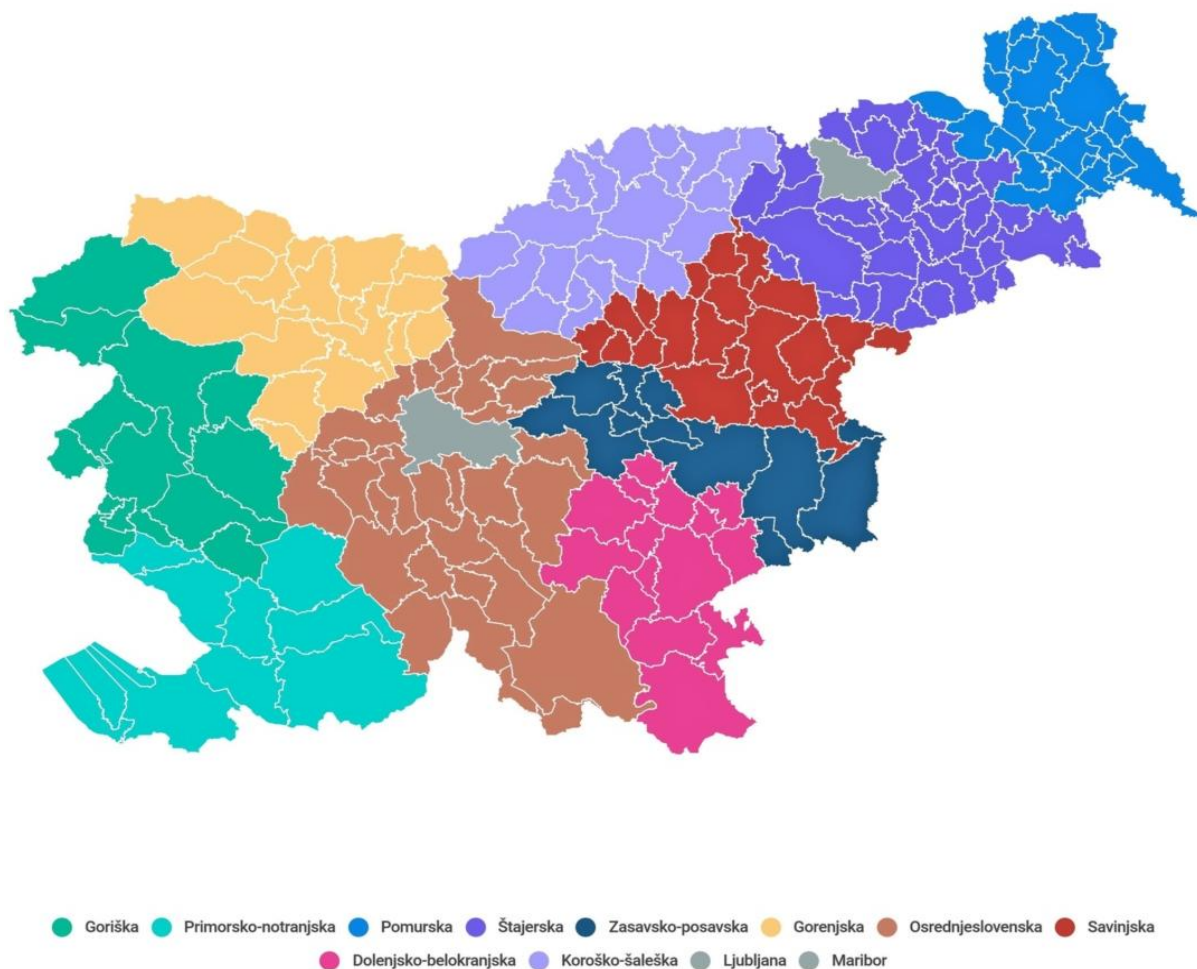 Goriška Primorsko-notranjska Pomurska Štajerska Zasavsko-posavska Gorenjska Osrednjeslovenska Savinjska
Dolenjsko-belokranjska Koroško-šaleška Ljubljana Maribor